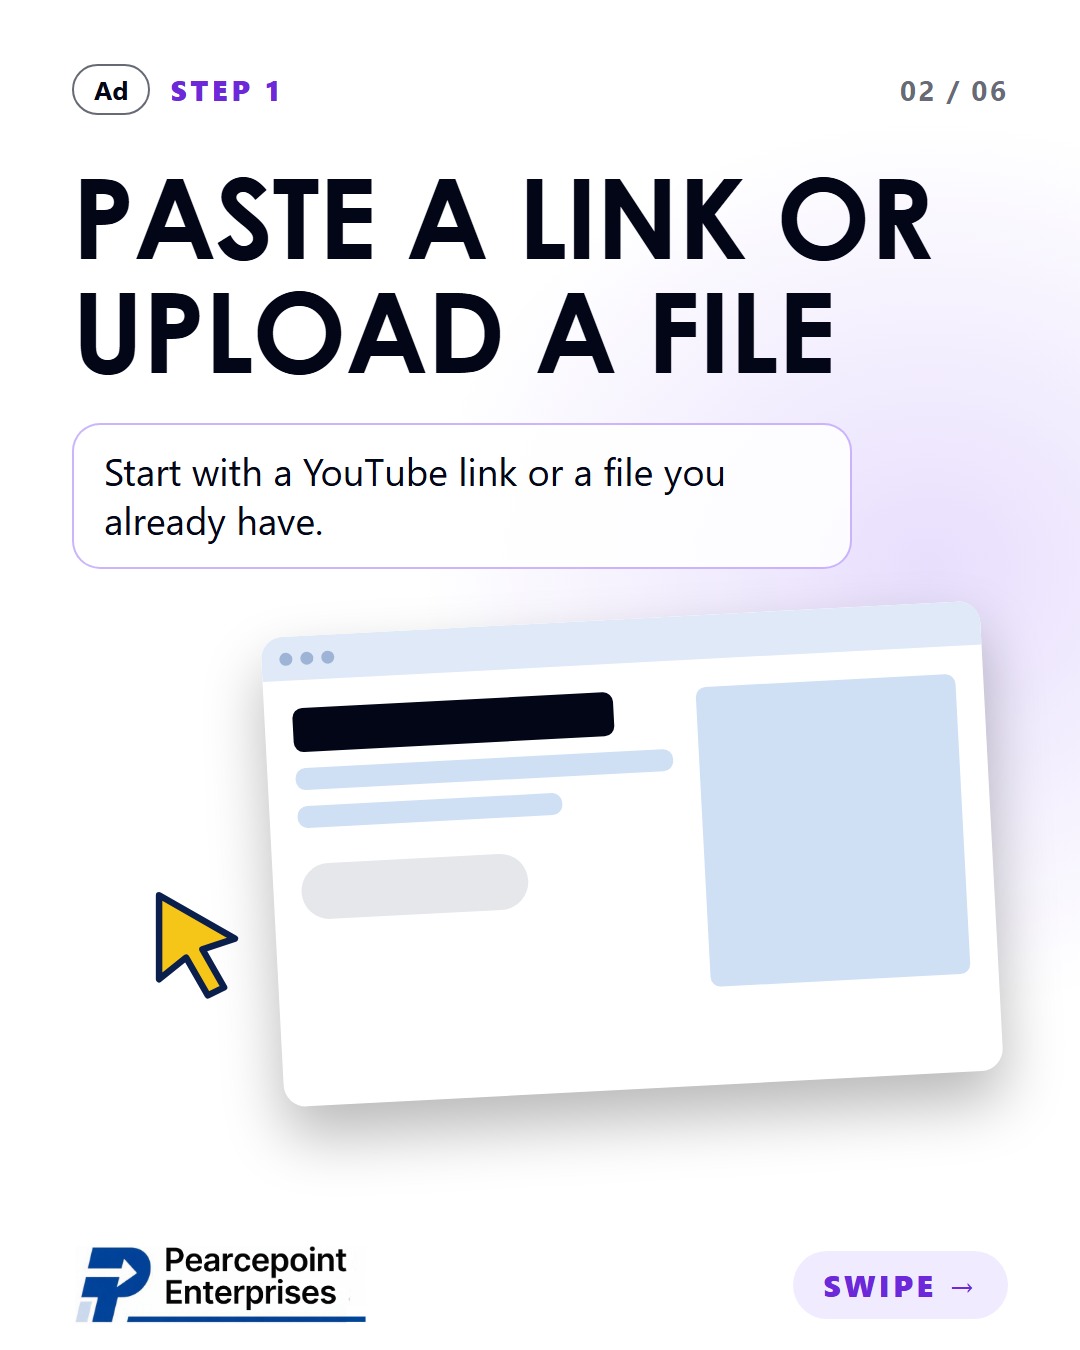 Ad
STEP 1
02 / 06
PASTE A LINK OR
UPLOAD A FILE
Start with a YouTube link or a file you
already have.
Pearcepoint
Enterprises
SWIPE →